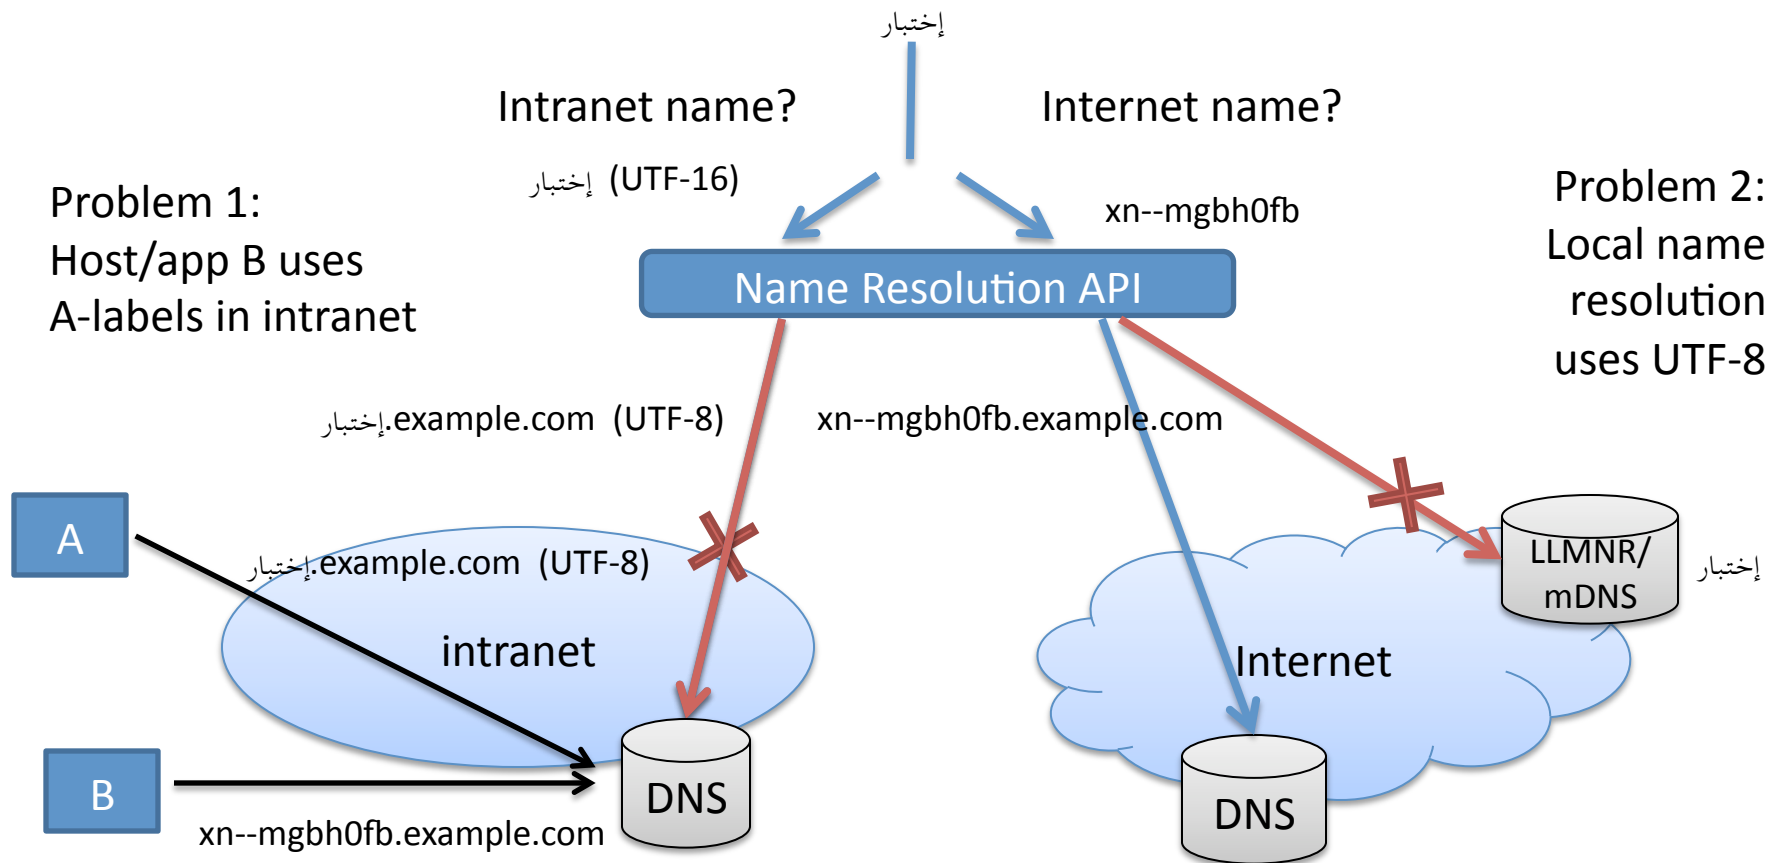 إختبار
Intranet name?
Internet name?
إختبار (UTF-16)
xn--mgbh0fb
Problem 1:
Host/app B uses
A-labels in intranet
Problem 2:
Local name
resolution
uses UTF-8
Name Resolution API
إختبار.example.com (UTF-8)
xn--mgbh0fb.example.com
A
إختبار.example.com (UTF-8)
intranet
LLMNR/
mDNS
إختبار
Internet
B
DNS
DNS
xn--mgbh0fb.example.com